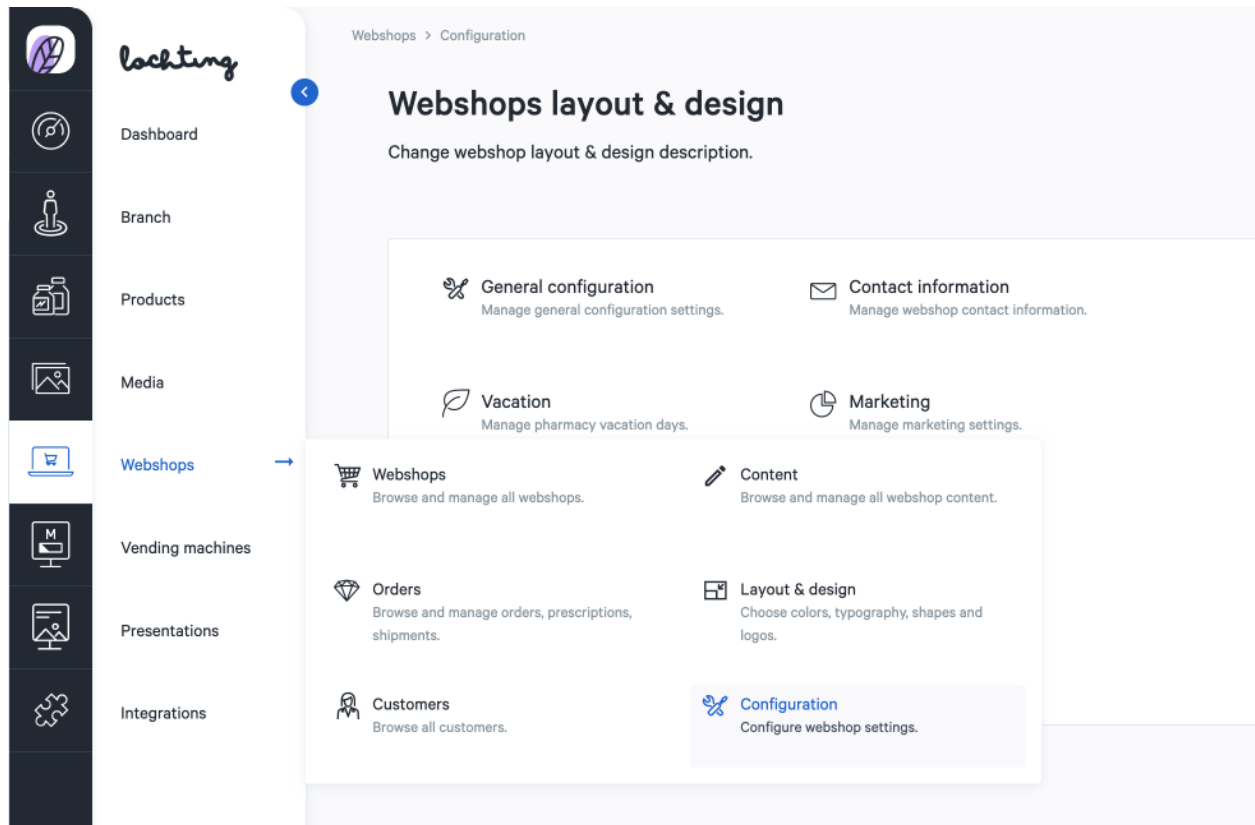 lochting
Dashboard
Branch
Products
Media
Webshops
M
Vending machines
Presentations
Integrations
Webshops > Configuration
Webshops layout & design
Change webshop layout & design description.
General configuration
Manage general configuration settings.
Contact information
Manage webshop contact information.
Vacation
Manage pharmacy vacation days.
Marketing
Manage marketing settings.
Webshops
Browse and manage all webshops.
Content
Browse and manage all webshop content.
Orders
Browse and manage orders, prescriptions,
shipments.
Layout & design
Choose colors, typography, shapes and
logos.
Customers
Browse all customers.
Configuration
Configure webshop settings.